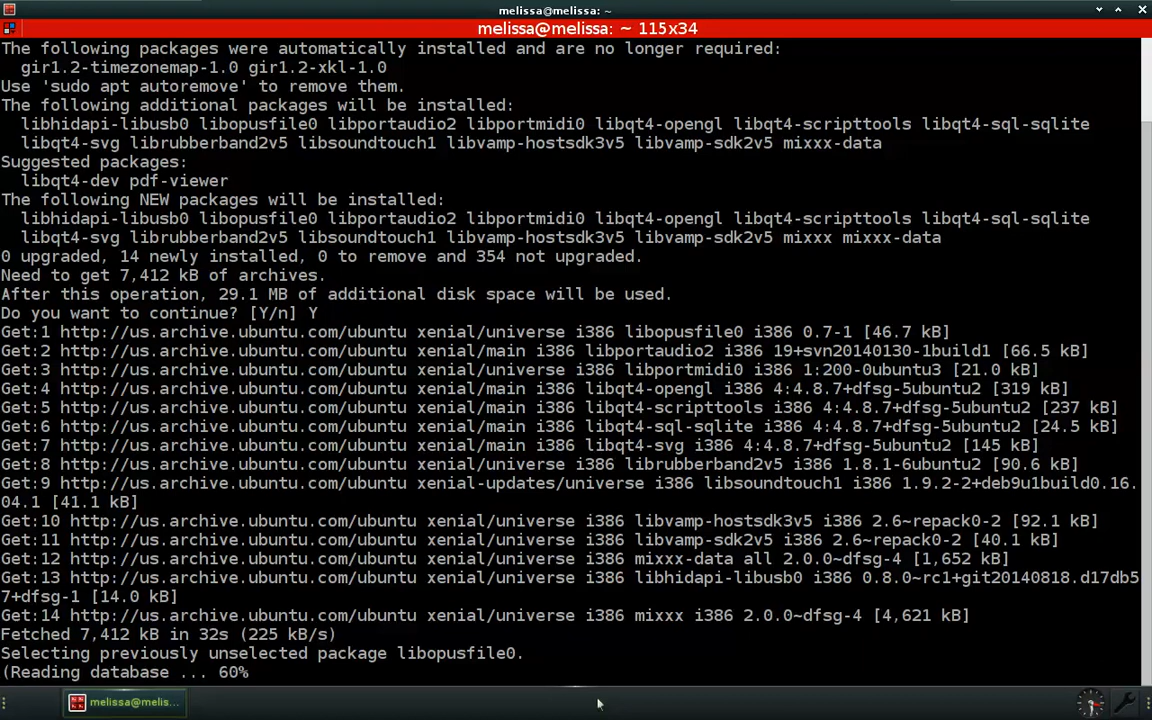 melissa@melissa: ~
melissa@melissa: ~ 115x34
The following packages were automatically installed and are no longer required:
  gir1.2-timezonemap-1.0 gir1.2-xkl-1.0
Use 'sudo apt autoremove' to remove them.
The following additional packages will be installed:
  libhidapi-libusb0 libopusfile0 libportaudio2 libportmidi0 libqt4-opengl libqt4-scripttools libqt4-sql-sqlite
  libqt4-svg librubberband2v5 libsoundtouch1 libvamp-hostsdk3v5 libvamp-sdk2v5 mixxx-data
Suggested packages:
  libqt4-dev pdf-viewer
The following NEW packages will be installed:
  libhidapi-libusb0 libopusfile0 libportaudio2 libportmidi0 libqt4-opengl libqt4-scripttools libqt4-sql-sqlite
  libqt4-svg librubberband2v5 libsoundtouch1 libvamp-hostsdk3v5 libvamp-sdk2v5 mixxx mixxx-data
0 upgraded, 14 newly installed, 0 to remove and 354 not upgraded.
Need to get 7,412 kB of archives.
After this operation, 29.1 MB of additional disk space will be used.
Do you want to continue? [Y/n] Y
Get:1 http://us.archive.ubuntu.com/ubuntu xenial/universe i386 libopusfile0 i386 0.7-1 [46.7 kB]
Get:2 http://us.archive.ubuntu.com/ubuntu xenial/main i386 libportaudio2 i386 19+svn20140130-1build1 [66.5 kB]
Get:3 http://us.archive.ubuntu.com/ubuntu xenial/universe i386 libportmidi0 i386 1:200-0ubuntu3 [21.0 kB]
Get:4 http://us.archive.ubuntu.com/ubuntu xenial/main i386 libqt4-opengl i386 4:4.8.7+dfsg-5ubuntu2 [319 kB]
Get:5 http://us.archive.ubuntu.com/ubuntu xenial/main i386 libqt4-scripttools i386 4:4.8.7+dfsg-5ubuntu2 [237 kB]
Get:6 http://us.archive.ubuntu.com/ubuntu xenial/main i386 libqt4-sql-sqlite i386 4:4.8.7+dfsg-5ubuntu2 [24.5 kB]
Get:7 http://us.archive.ubuntu.com/ubuntu xenial/main i386 libqt4-svg i386 4:4.8.7+dfsg-5ubuntu2 [145 kB]
Get:8 http://us.archive.ubuntu.com/ubuntu xenial/universe i386 librubberband2v5 i386 1.8.1-6ubuntu2 [90.6 kB]
Get:9 http://us.archive.ubuntu.com/ubuntu xenial-updates/universe i386 libsoundtouch1 i386 1.9.2-2+deb9u1build0.16.
04.1 [41.1 kB]
Get:10 http://us.archive.ubuntu.com/ubuntu xenial/universe i386 libvamp-hostsdk3v5 i386 2.6~repack0-2 [92.1 kB]
Get:11 http://us.archive.ubuntu.com/ubuntu xenial/universe i386 libvamp-sdk2v5 i386 2.6~repack0-2 [40.1 kB]
Get:12 http://us.archive.ubuntu.com/ubuntu xenial/universe i386 mixxx-data all 2.0.0~dfsg-4 [1,652 kB]
Get:13 http://us.archive.ubuntu.com/ubuntu xenial/universe i386 libhidapi-libusb0 i386 0.8.0~rc1+git20140818.d17db5
7+dfsg-1 [14.0 kB]
Get:14 http://us.archive.ubuntu.com/ubuntu xenial/universe i386 mixxx i386 2.0.0~dfsg-4 [4,621 kB]
Fetched 7,412 kB in 32s (225 kB/s)
Selecting previously unselected package libopusfile0.
(Reading database ... 60%
melissa@melis...